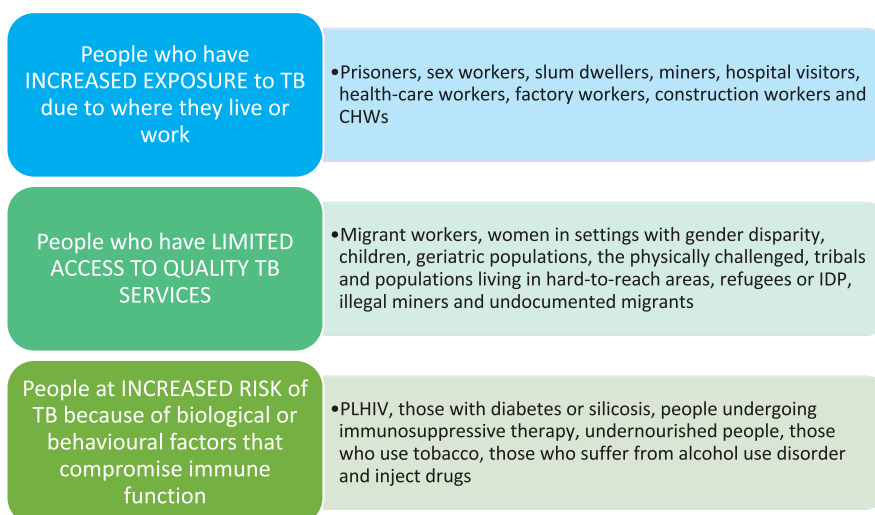 People who have
INCREASED EXPOSURE to TB
due to where they live or
work
•Prisoners, sex workers, slum dwellers, miners, hospital visitors,
health-care workers, factory workers, construction workers and
CHWs
People who have LIMITED
ACCESS TO QUALITY TB
SERVICES
•Migrant workers, women in settings with gender disparity,
children, geriatric populations, the physically challenged, tribals
and populations living in hard-to-reach areas, refugees or IDP,
illegal miners and undocumented migrants
People at INCREASED RISK of
TB because of biological or
behavioural factors that
compromise immune
function
•PLHIV, those with diabetes or silicosis, people undergoing
immunosuppressive therapy, undernourished people, those
who use tobacco, those who suffer from alcohol use disorder
and inject drugs